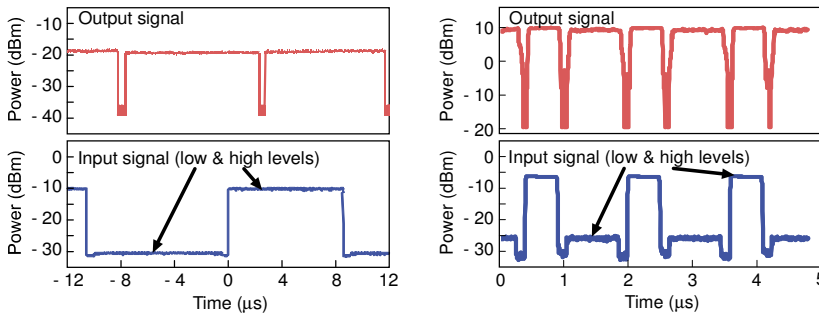 Output signal
Power (dBm)
- 10
- 20
- 30
- 40
Input signal (low & high levels)
Power (dBm)
0
- 10
- 20
- 30
- 12
- 8
- 4
0
4
8
12
Time (μs)
Output signal
Power (dBm)
10
0
- 10
- 20
Input signal (low & high levels)
Power (dBm)
0
- 10
- 20
- 30
0
1
2
3
4
5
Time (μs)